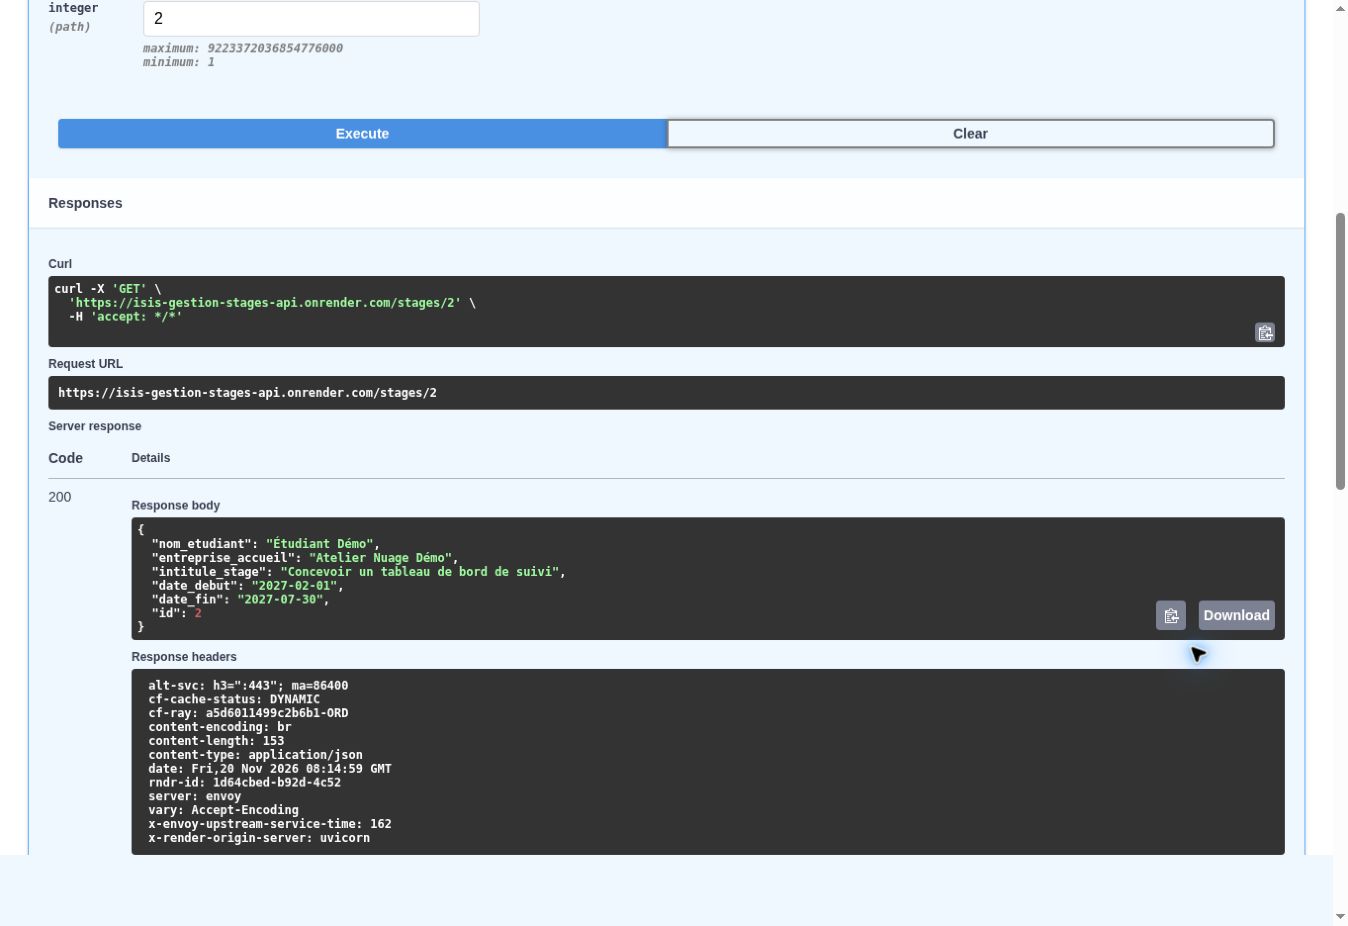 integer
(path)
2
maximum: 9223372036854776000
minimum: 1
Execute
Clear
Responses
Curl
curl -X 'GET' \
  'https://isis-gestion-stages-api.onrender.com/stages/2' \
  -H 'accept: */*'
Request URL
https://isis-gestion-stages-api.onrender.com/stages/2
Server response
Code Details
200
Response body
{
  "nom_etudiant": "Étudiant Démo",
  "entreprise_accueil": "Atelier Nuage Démo",
  "intitule_stage": "Concevoir un tableau de bord de suivi",
  "date_debut": "2027-02-01",
  "date_fin": "2027-07-30",
  "id": 2
}
Download
Response headers
alt-svc: h3=":443"; ma=86400
cf-cache-status: DYNAMIC
cf-ray: a5d6011499c2b6b1-ORD
content-encoding: br
content-length: 153
content-type: application/json
date: Fri,20 Nov 2026 08:14:59 GMT
rndr-id: 1d64cbed-b92d-4c52
server: envoy
vary: Accept-Encoding
x-envoy-upstream-service-time: 162
x-render-origin-server: uvicorn